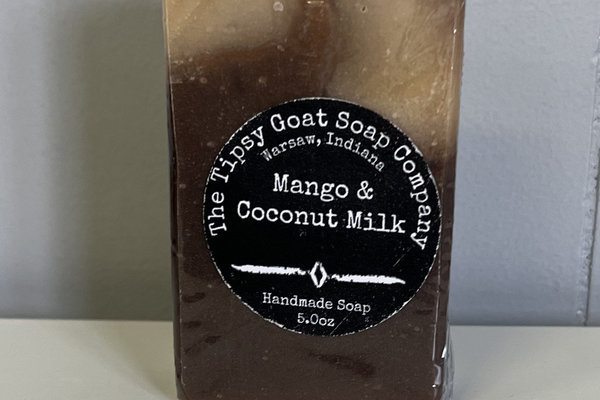 The Tipsy Goat Soap Company
Warsaw, Indiana
Mango &
Coconut Milk
Handmade Soap
5.0oz